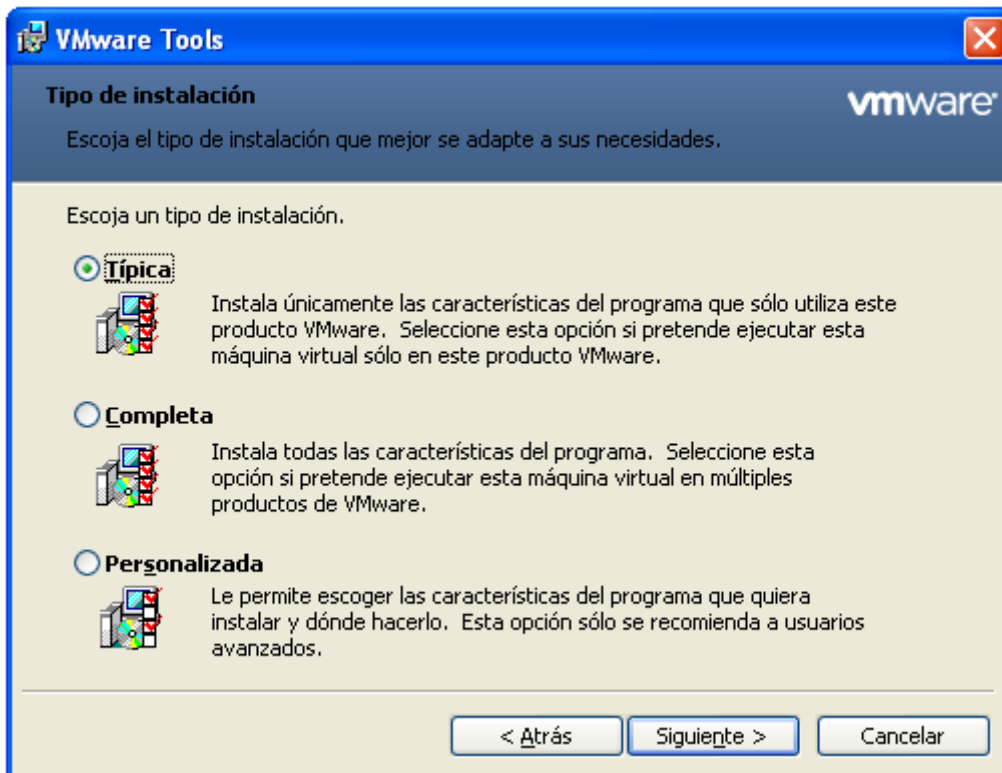 VMware Tools
Tipo de instalación
vmware
Escoja el tipo de instalación que mejor se adapte a sus necesidades.
Escoja un tipo de instalación.
Típica
Instala únicamente las características del programa que sólo utiliza este
producto VMware. Seleccione esta opción si pretende ejecutar esta
máquina virtual sólo en este producto VMware.
Completa
Instala todas las características del programa. Seleccione esta
opción si pretende ejecutar esta máquina virtual en múltiples
productos de VMware.
Personalizada
Le permite escoger las características del programa que quiera
instalar y dónde hacerlo. Esta opción sólo se recomienda a usuarios
avanzados.
< Atrás
Siguiente >
Cancelar